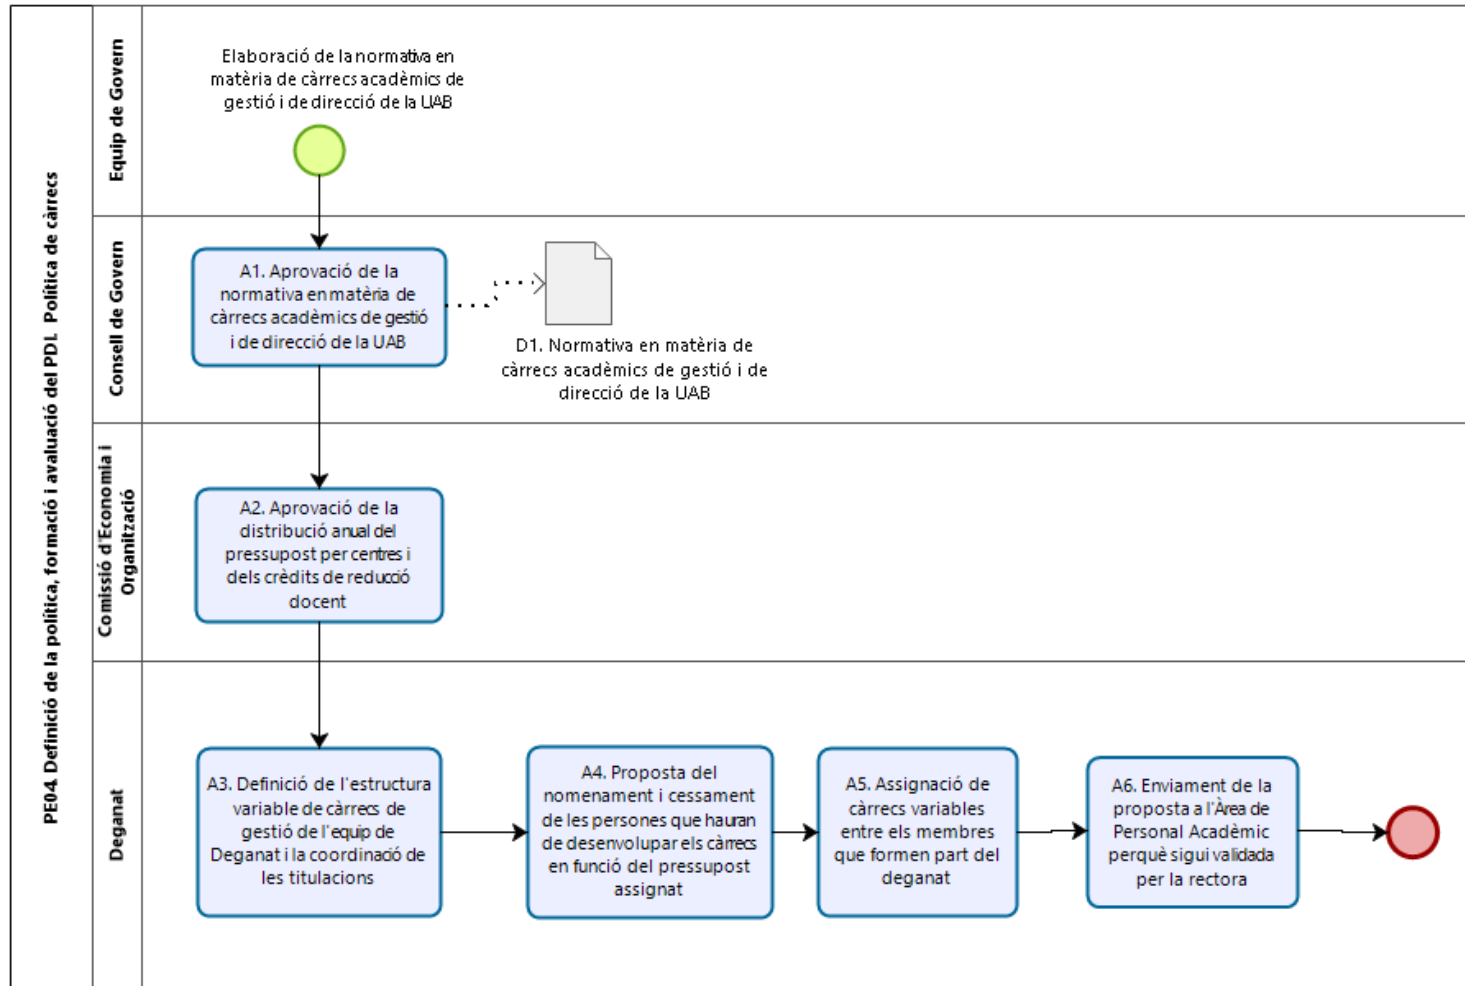 PE04. Definició de la política, formació i avaluació del PDI. Política de càrrecs
Equip de Govern
Elaboració de la normativa en
matèria de càrrecs acadèmics de
gestió i de direcció de la UAB
Consell de Govern
A1. Aprovació de la
normativa en matèria de
càrrecs acadèmics de gestió
i de direcció de la UAB
D1. Normativa en matèria de
càrrecs acadèmics de gestió i de
direcció de la UAB
Comissió d'Economia i
Organització
A2. Aprovació de la
distribució anual del
pressupost per centres i
dels crèdits de reducció
docent
Deganat
A3. Definició de l'estructura
variable de càrrecs de
gestió de l'equip de
Deganat i la coordinació de
les titulacions
A4. Proposta del
nomenament i cessament
de les persones que hauran
de desenvolupar els càrrecs
en funció del pressupost
assignat
A5. Assignació de
càrrecs variables
entre els membres
que formen part del
deganat
A6. Enviament de la
proposta a l'Àrea de
Personal Acadèmic
perquè sigui validada
per la rectora